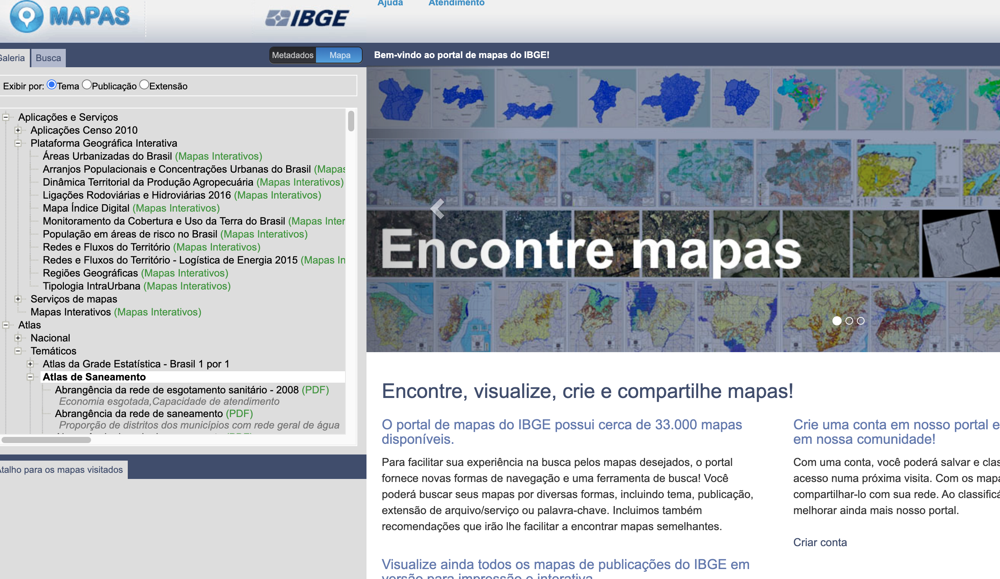 MAPAS
IBGE
Ajuda
Atendimento
Galeria
Busca
Metadados
Mapa
Exibir por: Tema Publicação Extensão
Aplicações e Serviços
Aplicações Censo 2010
Plataforma Geográfica Interativa
Áreas Urbanizadas do Brasil (Mapas Interativos)
Arranjos Populacionais e Concentrações Urbanas do Brasil (Mapas
Dinâmica Territorial da Produção Agropecuária (Mapas Interativos)
Ligações Rodoviárias e Hidroviárias 2016 (Mapas Interativos)
Mapa Índice Digital (Mapas Interativos)
Monitoramento da Cobertura e Uso da Terra do Brasil (Mapas Inter
População em áreas de risco no Brasil (Mapas Interativos)
Redes e Fluxos do Território (Mapas Interativos)
Redes e Fluxos do Território - Logística de Energia 2015 (Mapas In
Regiões Geográficas (Mapas Interativos)
Tipologia IntraUrbana (Mapas Interativos)
Serviços de mapas
Mapas Interativos (Mapas Interativos)
Atlas
Nacional
Temáticos
Atlas da Grade Estatística - Brasil 1 por 1
Atlas de Saneamento
Abrangência da rede de esgotamento sanitário - 2008 (PDF)
Economia esgotada,Capacidade de atendimento
Abrangência da rede de saneamento (PDF)
Proporção de distritos dos municípios com rede geral de água
Atalho para os mapas visitados
Bem-vindo ao portal de mapas do IBGE!
Encontre mapas
Encontre, visualize, crie e compartilhe mapas!
O portal de mapas do IBGE possui cerca de 33.000 mapas
disponíveis.
Para facilitar sua experiência na busca pelos mapas desejados, o portal
fornece novas formas de navegação e uma ferramenta de busca! Você
poderá buscar seus mapas por diversas formas, incluindo tema, publicação,
extensão de arquivo/serviço ou palavra-chave. Incluimos também
recomendações que irão lhe facilitar a encontrar mapas semelhantes.
Visualize ainda todos os mapas de publicações do IBGE em
versão para impressão e interativa
Crie uma conta em nosso portal e
em nossa comunidade!
Com uma conta, você poderá salvar e clas
acesso numa próxima visita. Com os mapa
compartilhar-lo com sua rede. Ao classificá
melhorar ainda mais nosso portal.
Criar conta